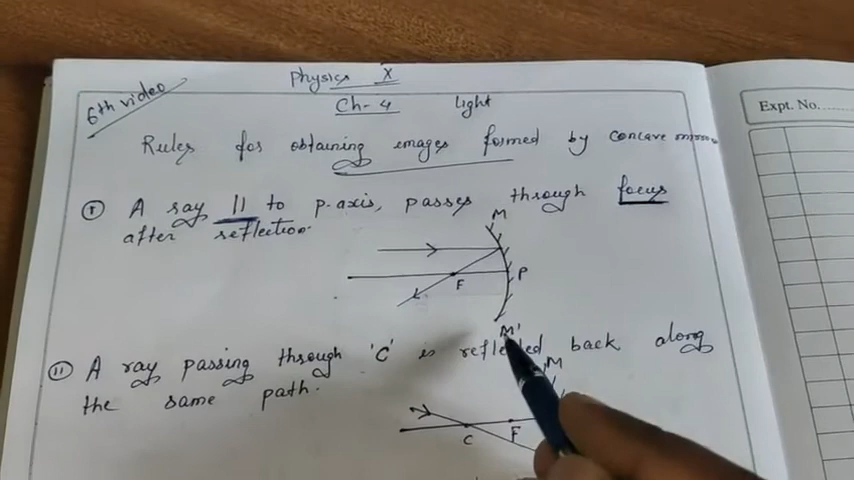 6th video
Physics X
Ch-4 light
Rules for obtaining images formed by concave mirror
I A ray || to p.axis, passes through focus
after reflection.
M
F
P
M'
II A ray passing through 'C' is reflected back along
the same path.
M
C
F
Expt. No.......